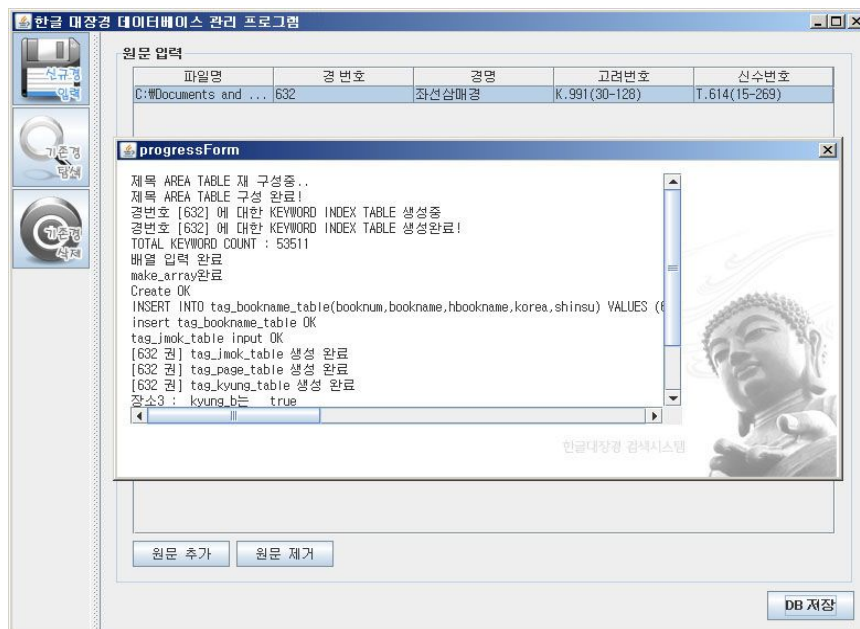 한글 대장경 데이터베이스 관리 프로그램
신규경
입력
기존경
탐색
기존경
삭제
원문 입력
파일명 경 번호 경명 고려번호 신수번호
C:₩Documents and ... 632 좌선삼매경 K.991(30-128) T.614(15-269)
progressForm
제목 AREA TABLE 재 구성중..
제목 AREA TABLE 구성 완료!
경번호 [632] 에 대한 KEYWORD INDEX TABLE 생성중
경번호 [632] 에 대한 KEYWORD INDEX TABLE 생성완료!
TOTAL KEYWORD COUNT : 53511
배열 입력 완료
make_array완료
Create OK
INSERT INTO tag_bookname_table(booknum,bookname,hbookname,korea,shinsu) VALUES (6
insert tag_bookname_table OK
tag_jmok_table input OK
[632 권] tag_jmok_table 생성 완료
[632 권] tag_page_table 생성 완료
[632 권] tag_kyung_table 생성 완료
장소3 : kyung_b는 true
한글대장경 검색시스템
원문 추가 원문 제거
DB 저장